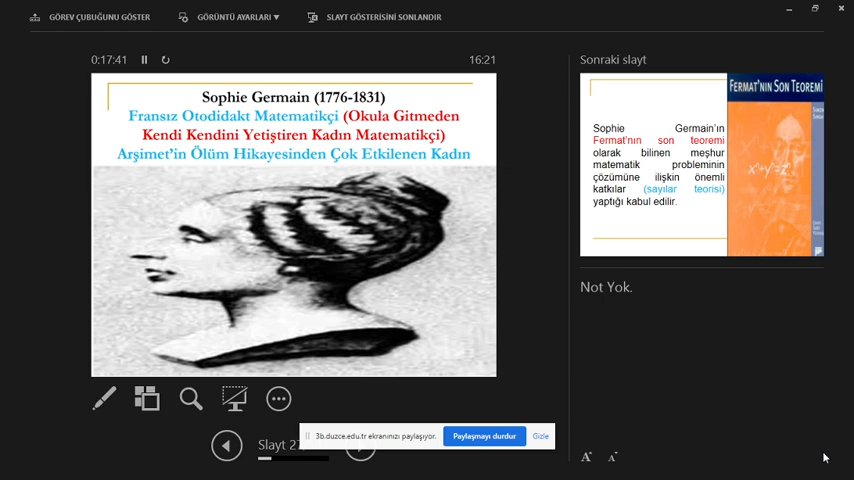 GÖREV ÇUBUĞUNU GÖSTER
GÖRÜNTÜ AYARLARI ▼
SLAYT GÖSTERİSİNİ SONLANDIR
0:17:41
16:21
Sophie Germain (1776-1831)
Fransız Otodidakt Matematikçi (Okula Gitmeden
Kendi Kendini Yetiştiren Kadın Matematikçi)
Arşimet'in Ölüm Hikayesinden Çok Etkilenen Kadın
Sonraki slayt
Sophie Germain'in
Fermat'nın son teoremi
olarak bilinen meşhur
matematik probleminin
çözümüne ilişkin önemli
katkılar (sayılar teorisi)
yaptığı kabul edilir.
FERMAT'NIN SON TEOREMİ
Not Yok.
3b.duzce.edu.tr ekranınızı paylaşıyor.
Paylaşmayı durdur
Gizle
Slayt
A
A